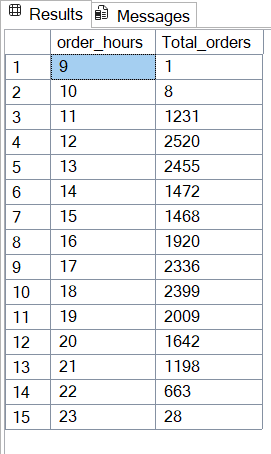 Results Messages
order_hours Total_orders
1 9 1
2 10 8
3 11 1231
4 12 2520
5 13 2455
6 14 1472
7 15 1468
8 16 1920
9 17 2336
10 18 2399
11 19 2009
12 20 1642
13 21 1198
14 22 663
15 23 28